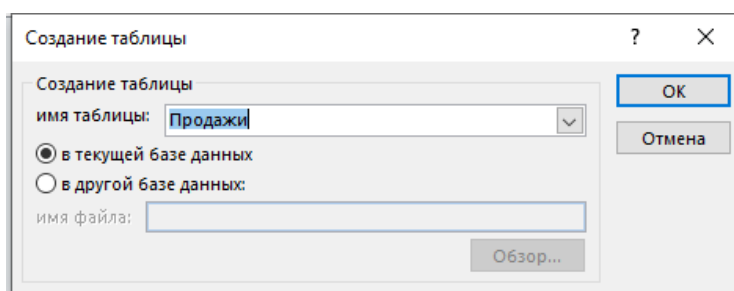 Создание таблицы ? X
Создание таблицы
имя таблицы: Продажи
в текущей базе данных
в другой базе данных:
имя файла:
Обзор...
ОК
Отмена